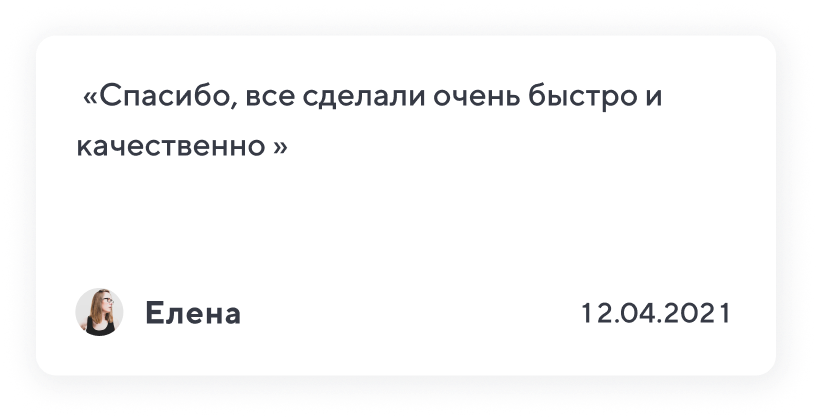 «Спасибо, все сделали очень быстро и
качественно »
Елена
12.04.2021